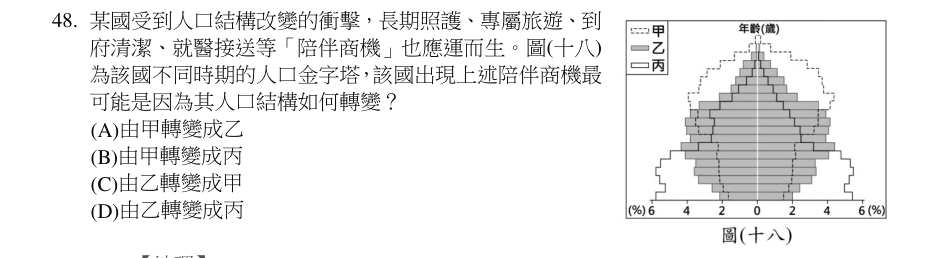 48. 某國受到人口結構改變的衝擊，長期照護、專屬旅遊、到
府清潔、就醫接送等「陪伴商機」也應運而生。圖(十八)
為該國不同時期的人口金字塔，該國出現上述陪伴商機最
可能是因為其人口結構如何轉變？
(A)由甲轉變成乙
(B)由甲轉變成丙
(C)由乙轉變成甲
(D)由乙轉變成丙
甲
乙
丙
年齡(歲)
(%) 6 4 2 0 2 4 6 (%)
圖(十八)